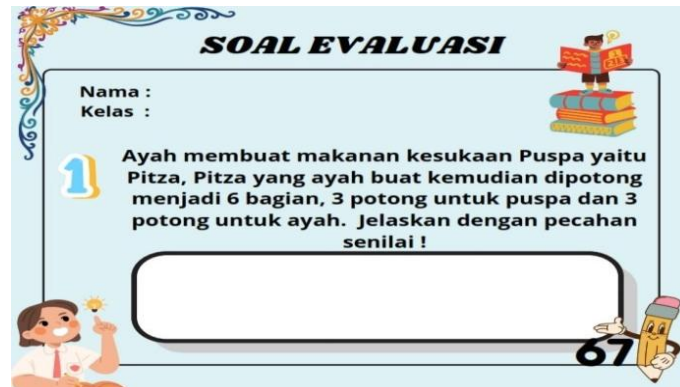 SOAL EVALUASI
Nama :
Kelas :
1
Ayah membuat makanan kesukaan Puspa yaitu
Pitza, Pitza yang ayah buat kemudian dipotong
menjadi 6 bagian, 3 potong untuk puspa dan 3
potong untuk ayah. Jelaskan dengan pecahan
senilai !
67